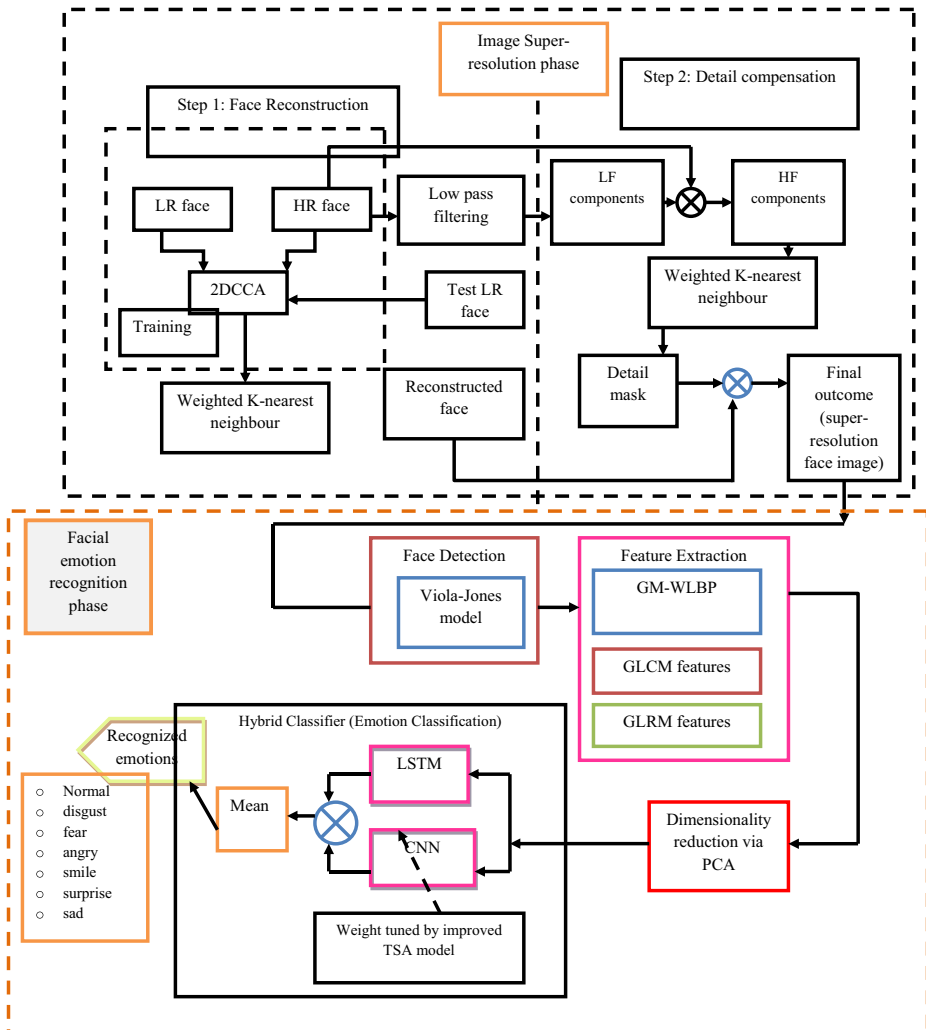 Image Super-
resolution phase
Step 1: Face Reconstruction
Step 2: Detail compensation
LR face
HR face
Low pass
filtering
LF
components
HF
components
2DCCA
Training
Test LR
face
Weighted K-nearest
neighbour
Weighted K-nearest
neighbour
Reconstructed
face
Detail
mask
Final
outcome
(super-
resolution
face image)
Facial
emotion
recognition
phase
Face Detection
Viola-Jones
model
Feature Extraction
GM-WLBP
GLCM features
GLRM features
Hybrid Classifier (Emotion Classification)
Recognized
emotions
LSTM
Mean
CNN
Dimensionality
reduction via
PCA
Weight tuned by improved
TSA model
○ Normal
○ disgust
○ fear
○ angry
○ smile
○ surprise
○ sad